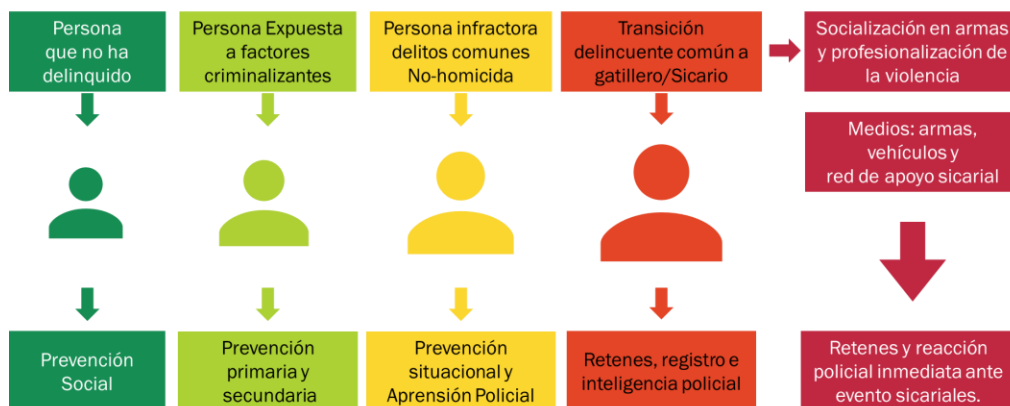 Persona
que no ha
delinquido
Persona Expuesta
a factores
criminalizantes
Persona infractora
delitos comunes
No-homicida
Transición
delincuente común a
gatillero/Sicario
Socialización en armas
y profesionalización de
la violencia
Medios: armas,
vehículos y
red de apoyo sicarial
Prevención
Social
Prevención
primaria y
secundaria
Prevención
situacional y
Aprensión Policial
Retenes, registro e
inteligencia policial
Retenes y reacción
policial inmediata ante
evento sicariales.